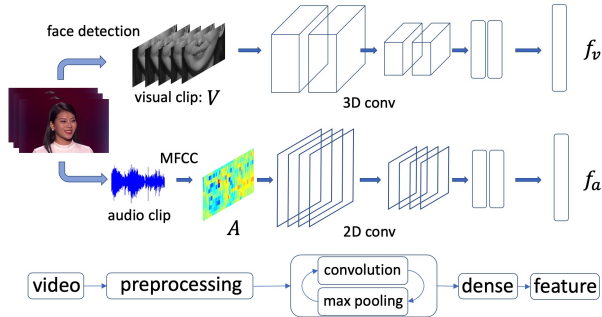 face detection
visual clip: V
3D conv
f_v
MFCC
audio clip
A
2D conv
f_a
video
preprocessing
convolution
max pooling
dense
feature